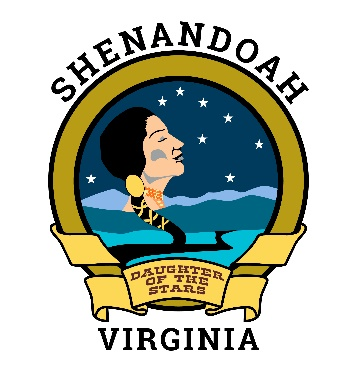 SHENANDOAH
DAUGHTER
OF THE
STARS
VIRGINIA